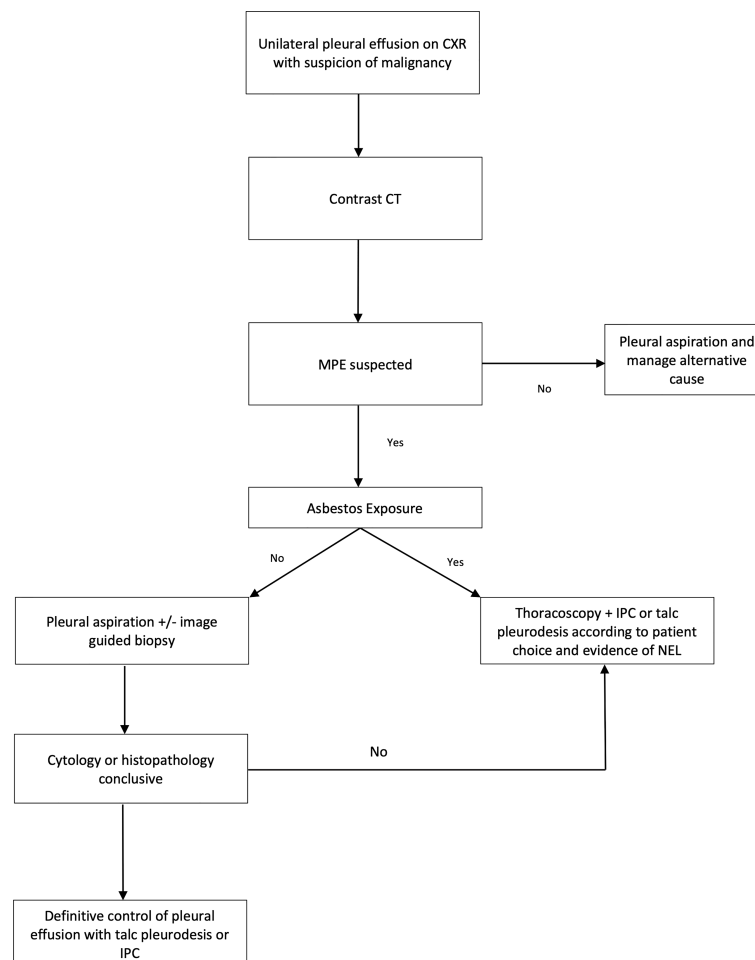 Unilateral pleural effusion on CXR
with suspicion of malignancy
Contrast CT
MPE suspected
No
Pleural aspiration and
manage alternative
cause
Yes
Asbestos Exposure
No
Yes
Pleural aspiration +/- image
guided biopsy
Thoracoscopy + IPC or talc
pleurodesis according to patient
choice and evidence of NEL
Cytology or histopathology
conclusive
No
Definitive control of pleural
effusion with talc pleurodesis or
IPC